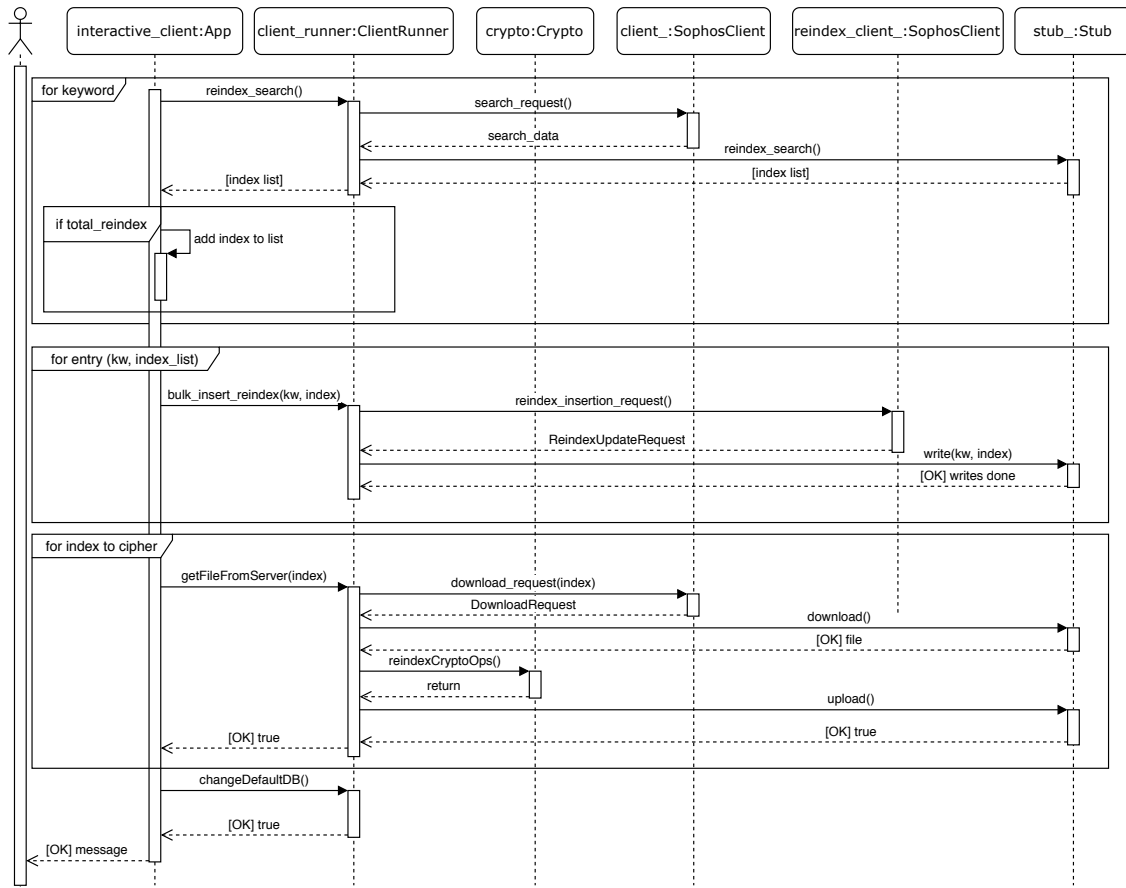 interactive_client:App
client_runner:ClientRunner
crypto:Crypto
client_:SophosClient
reindex_client_:SophosClient
stub_:Stub
for keyword
reindex_search()
search_request()
search_data
reindex_search()
[index list]
[index list]
if total_reindex
add index to list
for entry (kw, index_list)
bulk_insert_reindex(kw, index)
reindex_insertion_request()
ReindexUpdateRequest
write(kw, index)
[OK] writes done
for index to cipher
getFileFromServer(index)
download_request(index)
DownloadRequest
download()
[OK] file
reindexCryptoOps()
return
upload()
[OK] true
[OK] true
changeDefaultDB()
[OK] true
[OK] message